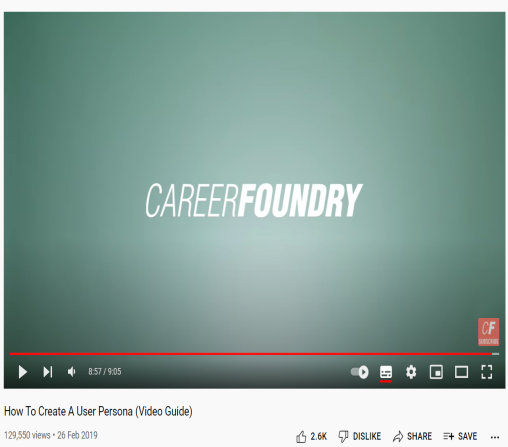 CAREERFOUNDRY
CF
8:57 / 9:05
How To Create A User Persona (Video Guide)
129,550 views • 26 Feb 2019
2.6K DISLIKE SHARE SAVE